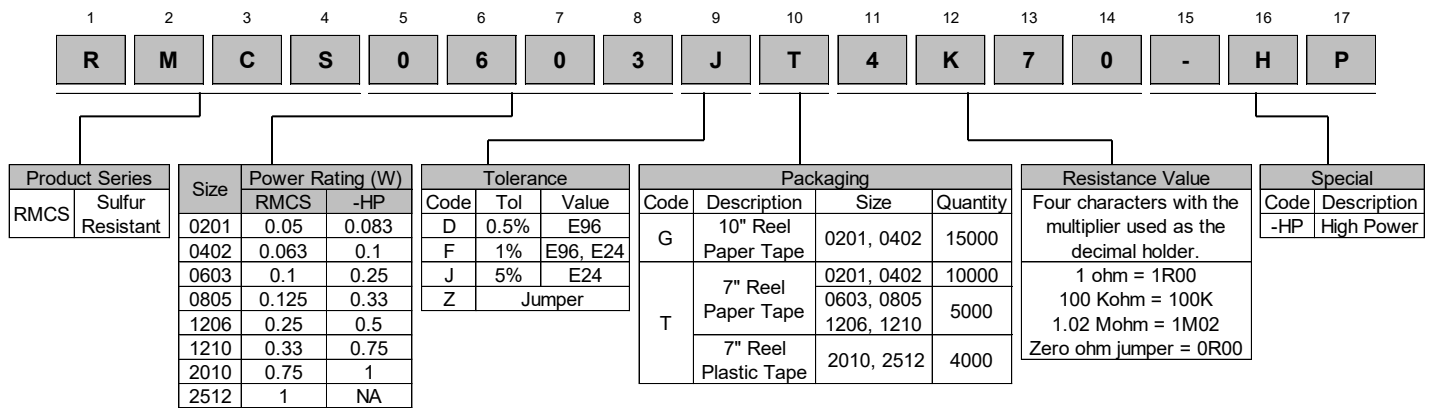 1 2 3 4 5 6 7 8 9 10 11 12 13 14 15 16 17
R M C S 0 6 0 3 J T 4 K 7 0 - H P
Product Series
RMCS Sulfur Resistant
Size Power Rating (W)
RMCS -HP
0201 0.05 0.083
0402 0.063 0.1
0603 0.1 0.25
0805 0.125 0.33
1206 0.25 0.5
1210 0.33 0.75
2010 0.75 1
2512 1 NA
Tolerance
Code Tol Value
D 0.5% E96
F 1% E96, E24
J 5% E24
Z Jumper
Packaging
Code Description Size Quantity
G 10" Reel Paper Tape 0201, 0402 15000
T 7" Reel Paper Tape 0201, 0402 10000
0603, 0805
1206, 1210 5000
7" Reel Plastic Tape 2010, 2512 4000
Resistance Value
Four characters with the
multiplier used as the
decimal holder.
1 ohm = 1R00
100 Kohm = 100K
1.02 Mohm = 1M02
Zero ohm jumper = 0R00
Special
Code Description
-HP High Power